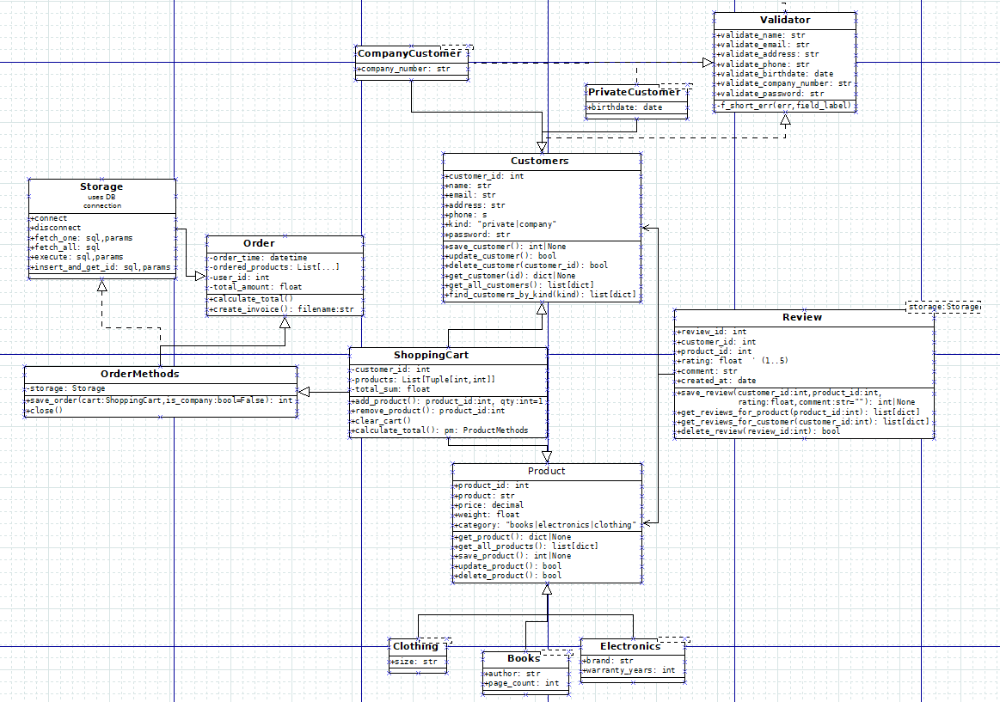 Validator
+validate_name: str
+validate_email: str
+validate_address: str
+validate_phone: str
+validate_birthdate: date
+validate_company_number: str
+validate_password: str
-f_short_err(err,field_label)
CompanyCustomer
+company_number: str
PrivateCustomer
+birthdate: date
Customers
+customer_id: int
+name: str
+email: str
+address: str
+phone: s
+kind: "private|company"
+password: str
+save_customer(): int|None
+update_customer(): bool
+delete_customer(customer_id): bool
+get_customer(id): dict|None
+get_all_customers(): list[dict]
+find_customers_by_kind(kind): list[dict]
Storage
uses DB
connection
+connect
+disconnect
+fetch_one: sql,params
+fetch_all: sql
+execute: sql,params
+insert_and_get_id: sql,params
Order
-order_time: datetime
-ordered_products: List[...]
-user_id: int
-total_amount: float
+calculate_total()
+create_invoice(): filename:str
storage:Storage
Review
+review_id: int
+customer_id: int
+product_id: int
+rating: float  ' (1..5)
+comment: str
+created_at: date
+save_review(customer_id:int,product_id:int,
rating:float,comment:str=""): int|None
+get_reviews_for_product(product_id:int): list[dict]
+get_reviews_for_customer(customer_id:int): list[dict]
+delete_review(review_id:int): bool
OrderMethods
-storage: Storage
+save_order(cart:ShoppingCart,is_company:bool=False): int
+close()
ShoppingCart
-customer_id: int
-products: List[Tuple[int,int]]
-total_sum: float
+add_product(): product_id:int, qty:int=1
+remove_product(): product_id:int
+clear_cart()
+calculate_total(): pm: ProductMethods
Product
+product_id: int
+product: str
+price: decimal
+weight: float
+category: "books|electronics|clothing"
+get_product(): dict|None
+get_all_products(): list[dict]
+save_product(): int|None
+update_product(): bool
+delete_product(): bool
Clothing
+size: str
Books
+author: str
+page_count: int
Electronics
+brand: str
+warranty_years: int